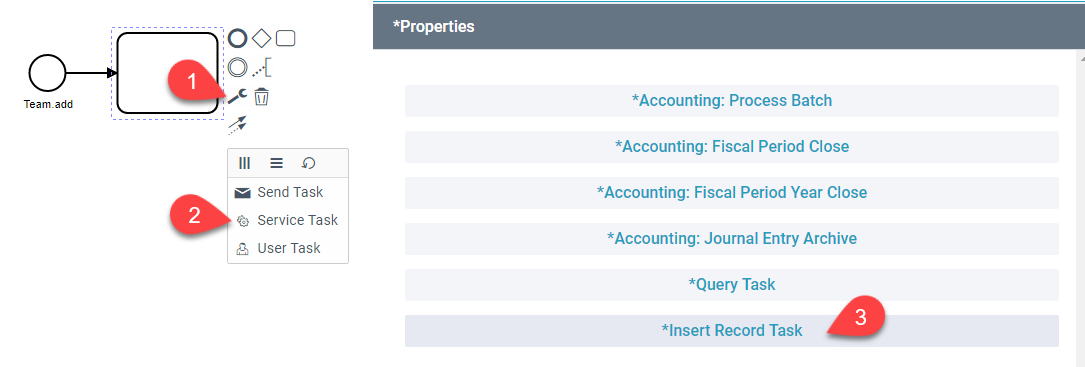 *Properties
Team.add
1
Send Task
2
Service Task
User Task
*Accounting: Process Batch
*Accounting: Fiscal Period Close
*Accounting: Fiscal Period Year Close
*Accounting: Journal Entry Archive
*Query Task
*Insert Record Task
3